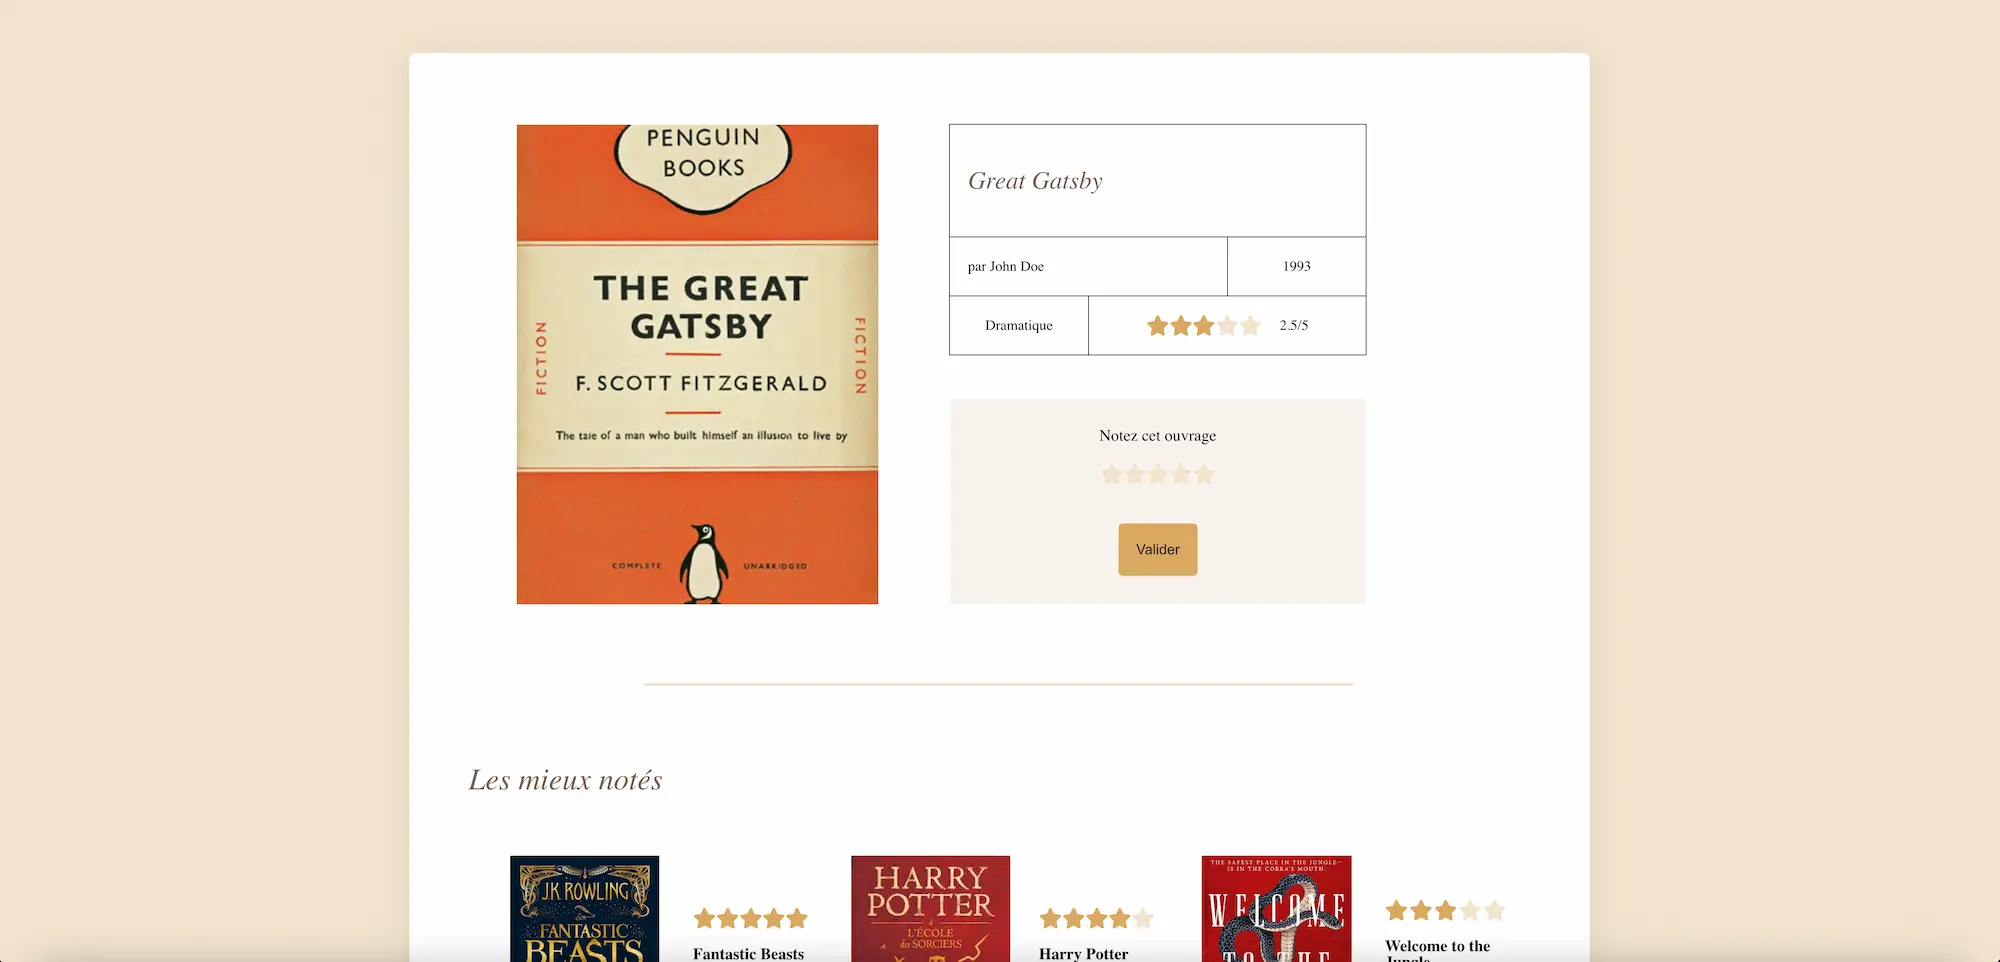 PENGUIN
BOOKS
THE GREAT
GATSBY
FICTION
FICTION
F. SCOTT FITZGERALD
The tale of a man who built himself an illusion to live by
COMPLETE
UNABRIDGED
Great Gatsby
par John Doe
1993
Dramatique
2.5/5
Notez cet ouvrage
Valider
Les mieux notés
J.K. ROWLING
FANTASTIC
BEASTS
Fantastic Beasts
HARRY
POTTER
à
L'ÉCOLE
des SORCIERS
Harry Potter
THE SAFEST PLACE IN THE JUNGLE—
IS IN THE COBRA'S MOUTH.
WELCOME
TO THE
Welcome to the
Jungle